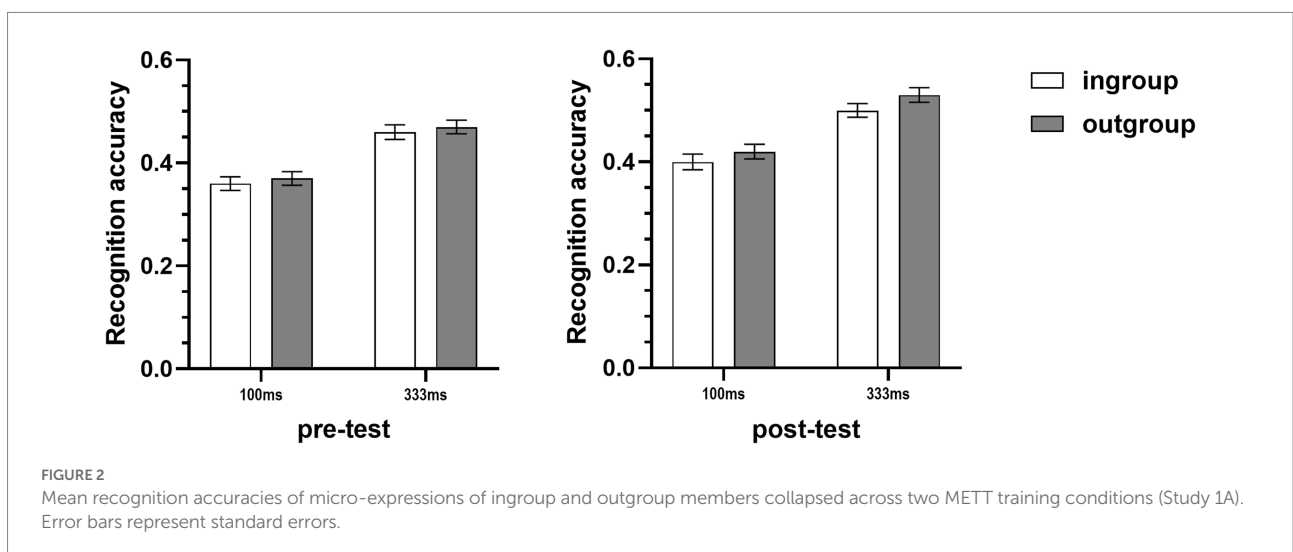 0.6
0.4
0.2
0.0
Recognition accuracy
100ms
333ms
pre-test
0.6
0.4
0.2
0.0
Recognition accuracy
100ms
333ms
post-test
ingroup
outgroup
FIGURE 2
Mean recognition accuracies of micro-expressions of ingroup and outgroup members collapsed across two METT training conditions (Study 1A).
Error bars represent standard errors.